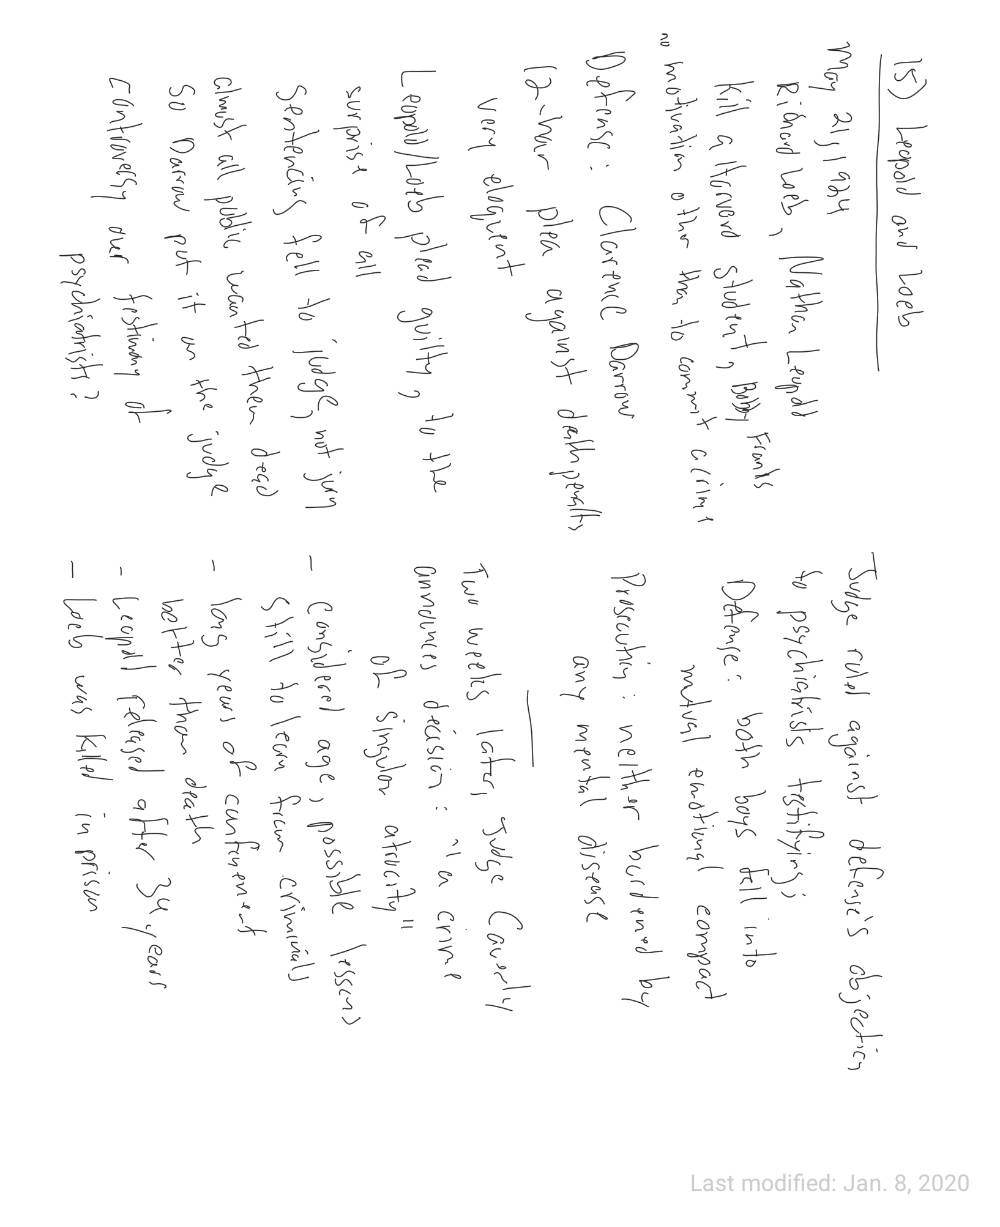 15) Leopold and Loeb
May 21, 1924
Richard Loeb, Nathan Leopold
kill a Harvard student, Bobby Franks
no motivation other than to commit a crime
Defense: Clarence Darrow
12-hour plea against death penalty
very eloquent
Leopold/Loeb plead guilty, to the
surprise of all
Sentencing fell to judge, not jury
almost all public wanted them dead
So Darrow put it on the judge
controversy over testimony of
psychiatrists?
Judge ruled against defense's objection
to psychiatrists testifying;
Defense: both boys fell into
mutual emotional compact
Prosecution: neither burdened by
any mental disease
Two weeks later, Judge Caverly
announces decision: "a crime
of singular atrocity"
- considered age, possible lessons
still to learn from criminals
- long years of confinement
better than death
- Leopold released after 34 years
- Loeb was killed in prison
Last modified: Jan. 8, 2020